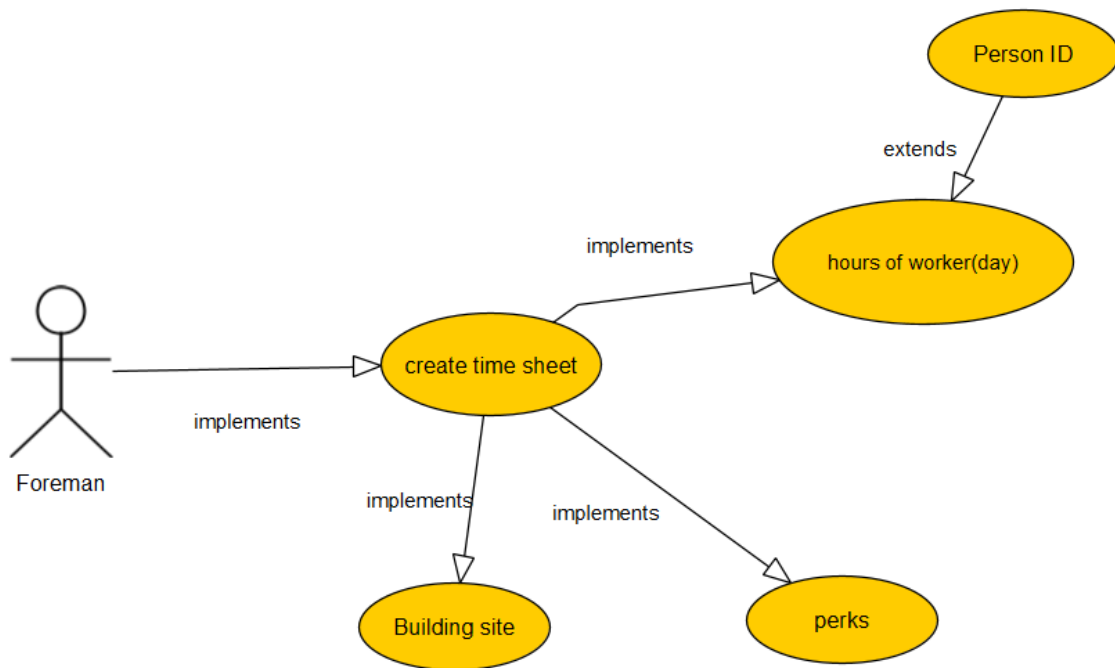 Person ID
extends
implements
hours of worker(day)
create time sheet
implements
Foreman
implements
implements
Building site
perks